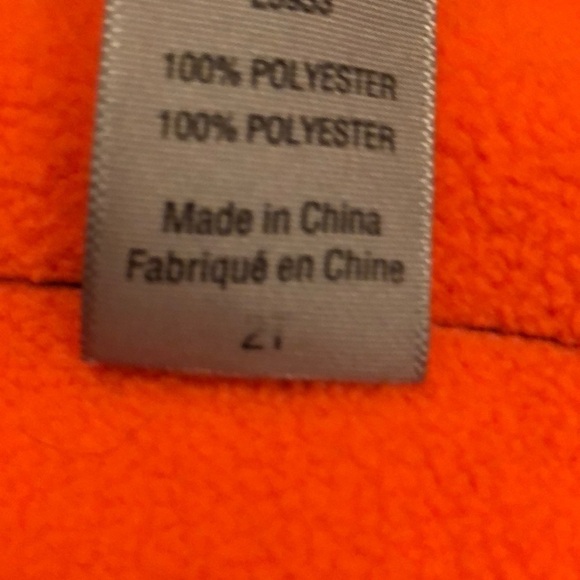 100% POLYESTER
100% POLYESTER
Made in China
Fabriqué en Chine
2T